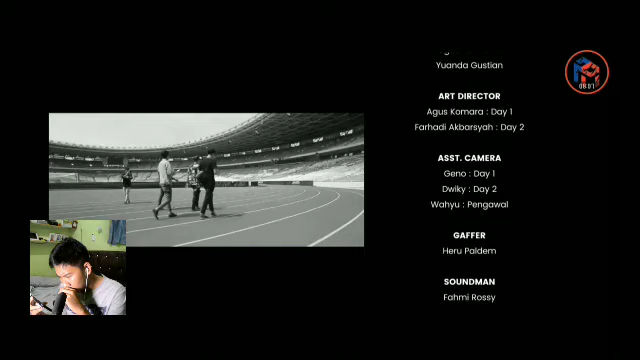 Yuanda Gustian
ART DIRECTOR
Agus Komara : Day 1
Farhadi Akbarsyah : Day 2
ASST. CAMERA
Geno : Day 1
Dwiky : Day 2
Wahyu : Pengawal
GAFFER
Heru Paldem
SOUNDMAN
Fahmi Rossy